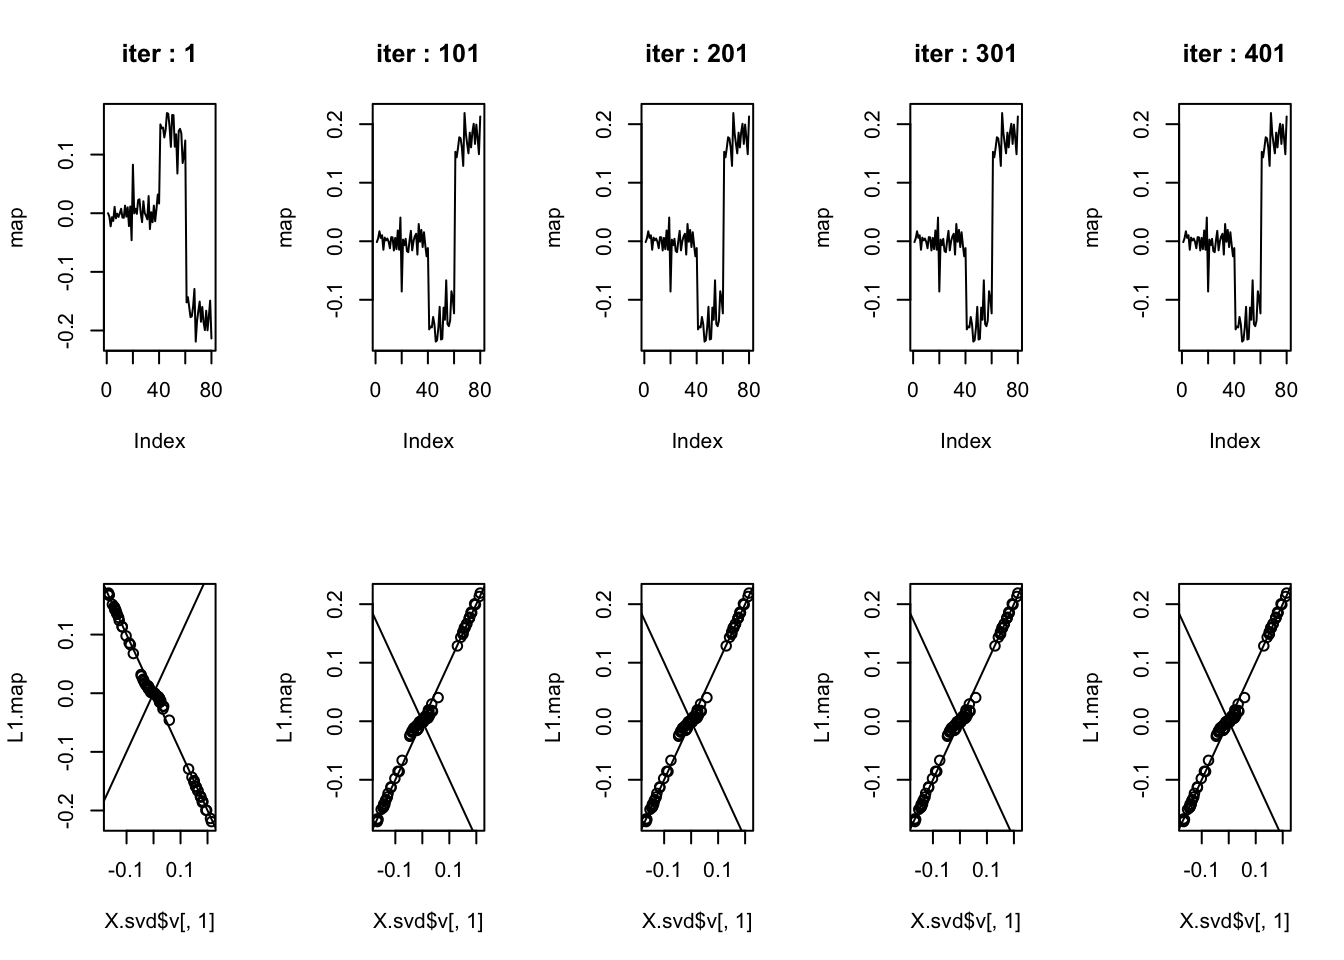 iter : 1
iter : 101
iter : 201
iter : 301
iter : 401
map
0.1
0.0
-0.1
-0.2
0 40 80
Index
map
0.2
0.1
0.0
-0.1
0 40 80
Index
map
0.2
0.1
0.0
-0.1
0 40 80
Index
map
0.2
0.1
0.0
-0.1
0 40 80
Index
map
0.2
0.1
0.0
-0.1
0 40 80
Index
L1.map
0.1
0.0
-0.1
-0.2
-0.1 0.1
X.svd$v[, 1]
L1.map
0.2
0.1
0.0
-0.1
-0.1 0.1
X.svd$v[, 1]
L1.map
0.2
0.1
0.0
-0.1
-0.1 0.1
X.svd$v[, 1]
L1.map
0.2
0.1
0.0
-0.1
-0.1 0.1
X.svd$v[, 1]
L1.map
0.2
0.1
0.0
-0.1
-0.1 0.1
X.svd$v[, 1]